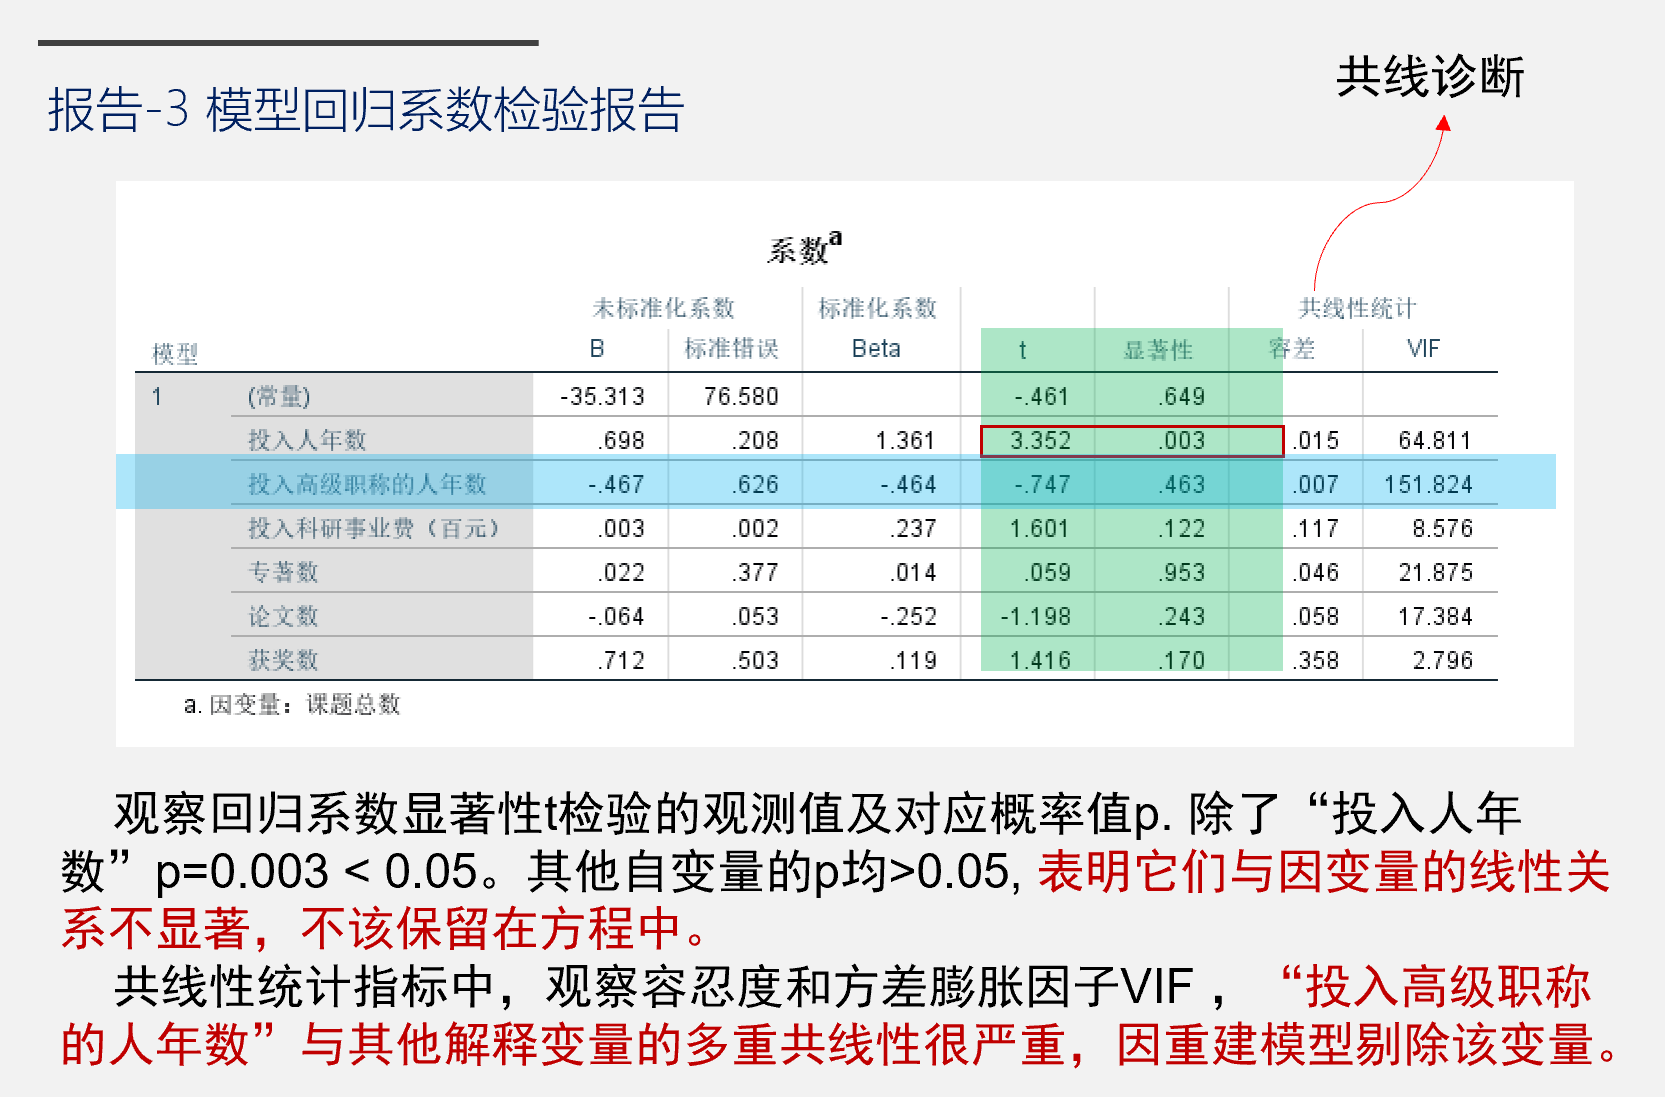 共线诊断
报告-3 模型回归系数检验报告
系数a
未标准化系数 标准化系数 共线性统计
模型 B 标准错误 Beta t 显著性 容差 VIF
1 (常量) -35.313 76.580 -.461 .649
投入人年数 .698 .208 1.361 3.352 .003 .015 64.811
投入高级职称的人年数 -.467 .626 -.464 -.747 .463 .007 151.824
投入科研事业费（百元） .003 .002 .237 1.601 .122 .117 8.576
专著数 .022 .377 .014 .059 .953 .046 21.875
论文数 -.064 .053 -.252 -1.198 .243 .058 17.384
获奖数 .712 .503 .119 1.416 .170 .358 2.796
a. 因变量：课题总数
观察回归系数显著性t检验的观测值及对应概率值p. 除了“投入人年
数”p=0.003 < 0.05。其他自变量的p均>0.05, 表明它们与因变量的线性关
系不显著，不该保留在方程中。
共线性统计指标中，观察容忍度和方差膨胀因子VIF ，“投入高级职称
的人年数”与其他解释变量的多重共线性很严重，因重建模型剔除该变量。